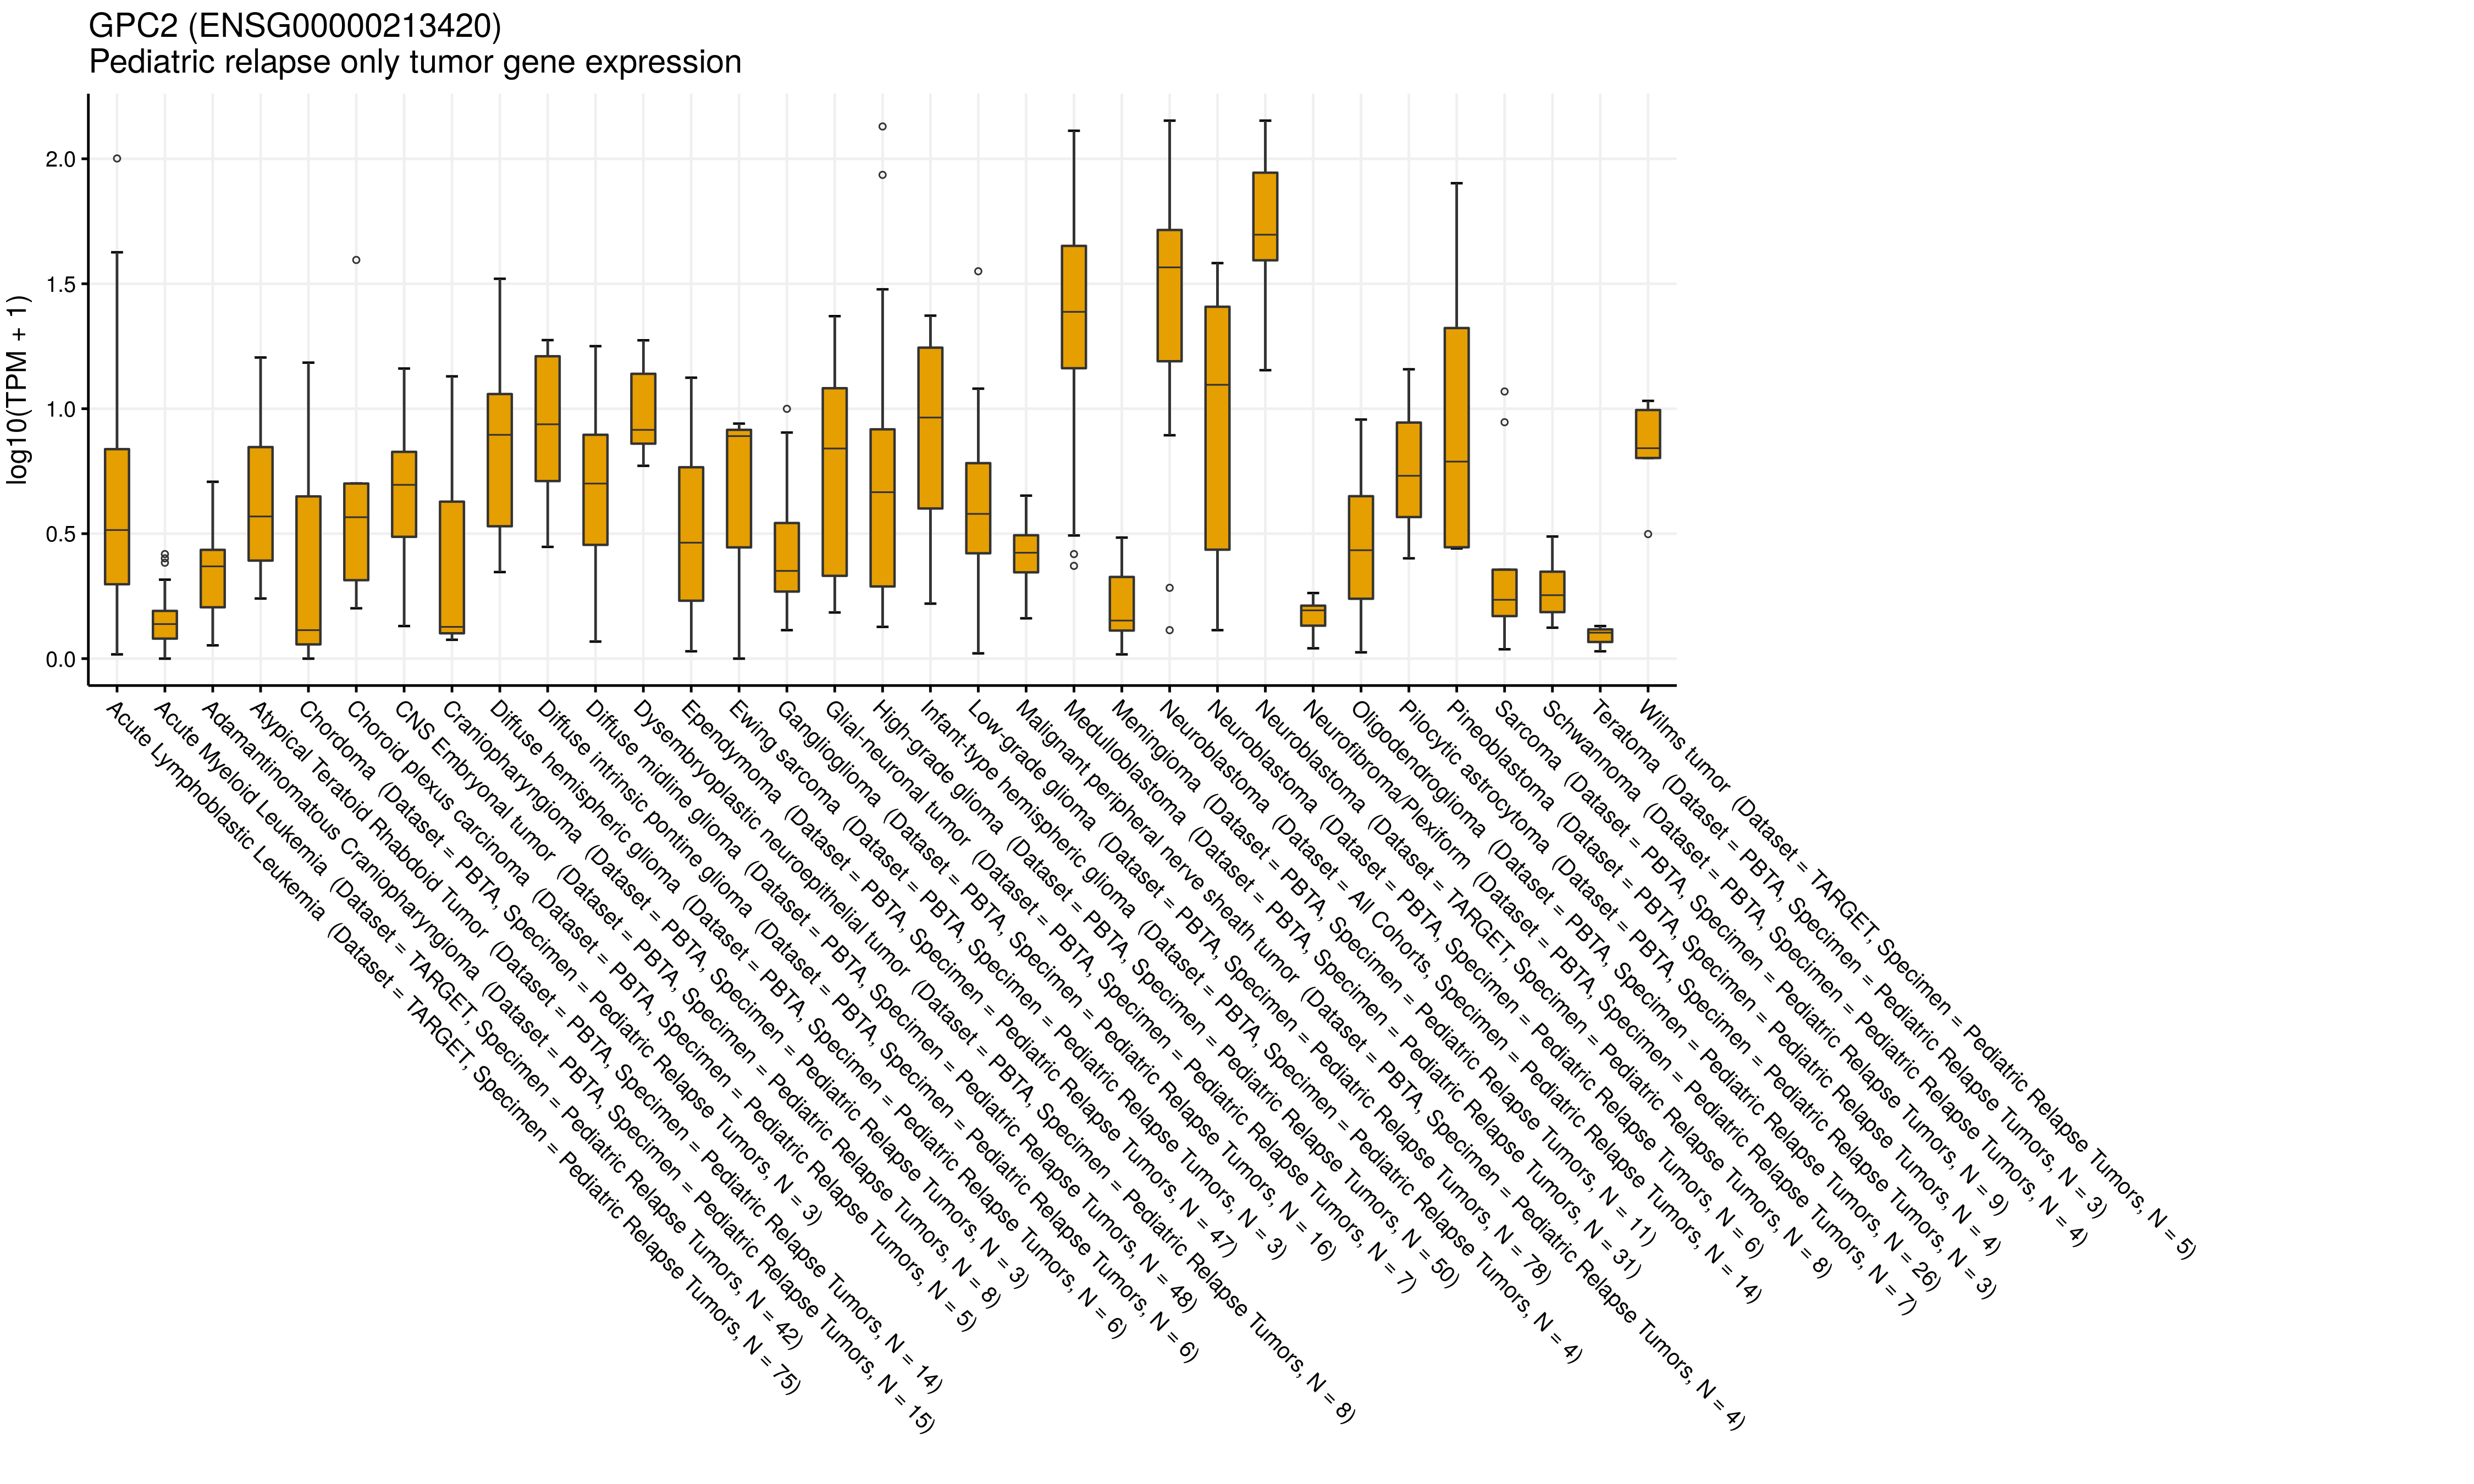 GPC2 (ENSG00000213420)
Pediatric relapse only tumor gene expression
log10(TPM + 1)
2.0
1.5
1.0
0.5
0.0
Acute Lymphoblastic Leukemia (Dataset = TARGET, Specimen = Pediatric Relapse Tumors, N = 75)
Acute Myeloid Leukemia (Dataset = TARGET, Specimen = Pediatric Relapse Tumors, N = 42)
Adamantinomatous Craniopharyngioma (Dataset = PBTA, Specimen = Pediatric Relapse Tumors, N = 15)
Atypical Teratoid Rhabdoid Tumor (Dataset = PBTA, Specimen = Pediatric Relapse Tumors, N = 14)
Chordoma (Dataset = PBTA, Specimen = Pediatric Relapse Tumors, N = 3)
Choroid plexus carcinoma (Dataset = PBTA, Specimen = Pediatric Relapse Tumors, N = 5)
CNS Embryonal tumor (Dataset = PBTA, Specimen = Pediatric Relapse Tumors, N = 8)
Craniopharyngioma (Dataset = PBTA, Specimen = Pediatric Relapse Tumors, N = 3)
Diffuse hemispheric glioma (Dataset = PBTA, Specimen = Pediatric Relapse Tumors, N = 6)
Diffuse intrinsic pontine glioma (Dataset = PBTA, Specimen = Pediatric Relapse Tumors, N = 6)
Diffuse midline glioma (Dataset = PBTA, Specimen = Pediatric Relapse Tumors, N = 48)
Dysembryoplastic neuroepithelial tumor (Dataset = PBTA, Specimen = Pediatric Relapse Tumors, N = 8)
Ependymoma (Dataset = PBTA, Specimen = Pediatric Relapse Tumors, N = 47)
Ewing sarcoma (Dataset = PBTA, Specimen = Pediatric Relapse Tumors, N = 3)
Ganglioglioma (Dataset = PBTA, Specimen = Pediatric Relapse Tumors, N = 16)
Glial-neuronal tumor (Dataset = PBTA, Specimen = Pediatric Relapse Tumors, N = 7)
High-grade glioma (Dataset = PBTA, Specimen = Pediatric Relapse Tumors, N = 50)
Infant-type hemispheric glioma (Dataset = PBTA, Specimen = Pediatric Relapse Tumors, N = 4)
Low-grade glioma (Dataset = PBTA, Specimen = Pediatric Relapse Tumors, N = 78)
Malignant peripheral nerve sheath tumor (Dataset = PBTA, Specimen = Pediatric Relapse Tumors, N = 4)
Medulloblastoma (Dataset = PBTA, Specimen = Pediatric Relapse Tumors, N = 31)
Meningioma (Dataset = PBTA, Specimen = Pediatric Relapse Tumors, N = 11)
Neuroblastoma (Dataset = All Cohorts, Specimen = Pediatric Relapse Tumors, N = 14)
Neuroblastoma (Dataset = PBTA, Specimen = Pediatric Relapse Tumors, N = 6)
Neuroblastoma (Dataset = TARGET, Specimen = Pediatric Relapse Tumors, N = 8)
Neurofibroma/Plexiform (Dataset = PBTA, Specimen = Pediatric Relapse Tumors, N = 7)
Oligodendroglioma (Dataset = PBTA, Specimen = Pediatric Relapse Tumors, N = 26)
Pilocytic astrocytoma (Dataset = PBTA, Specimen = Pediatric Relapse Tumors, N = 3)
Pineoblastoma (Dataset = PBTA, Specimen = Pediatric Relapse Tumors, N = 4)
Sarcoma (Dataset = PBTA, Specimen = Pediatric Relapse Tumors, N = 9)
Schwannoma (Dataset = PBTA, Specimen = Pediatric Relapse Tumors, N = 4)
Teratoma (Dataset = PBTA, Specimen = Pediatric Relapse Tumors, N = 3)
Wilms tumor (Dataset = TARGET, Specimen = Pediatric Relapse Tumors, N = 5)